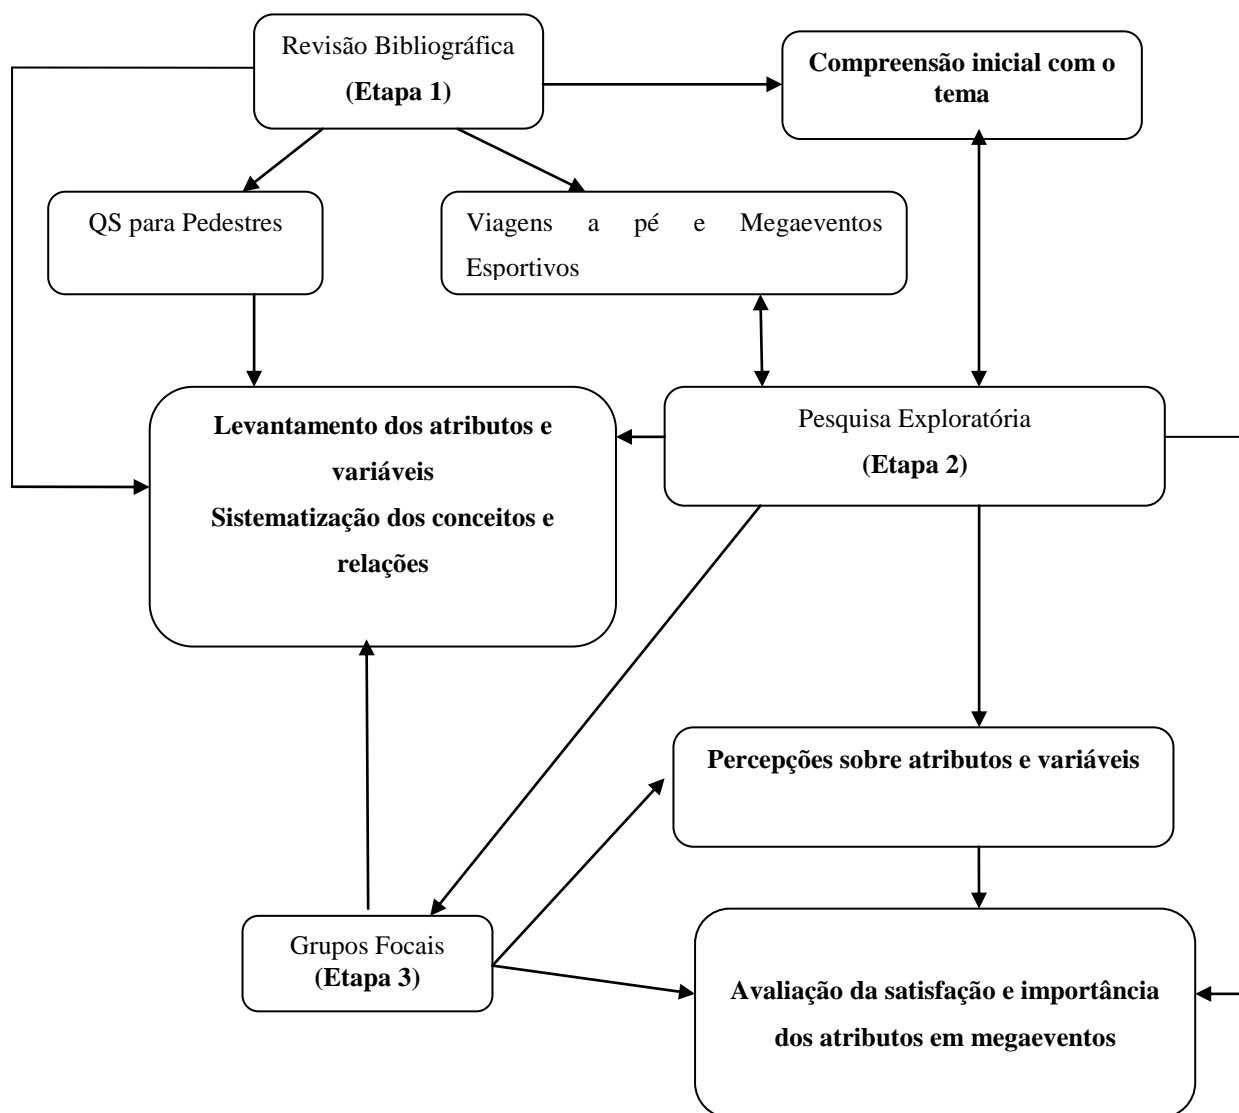 Revisão Bibliográfica
(Etapa 1)
Compreensão inicial com o
tema
QS para Pedestres
Viagens a pé e Megaeventos
Esportivos
Levantamento dos atributos e
variáveis
Sistematização dos conceitos e
relações
Pesquisa Exploratória
(Etapa 2)
Percepções sobre atributos e variáveis
Grupos Focais
(Etapa 3)
Avaliação da satisfação e importância
dos atributos em megaeventos